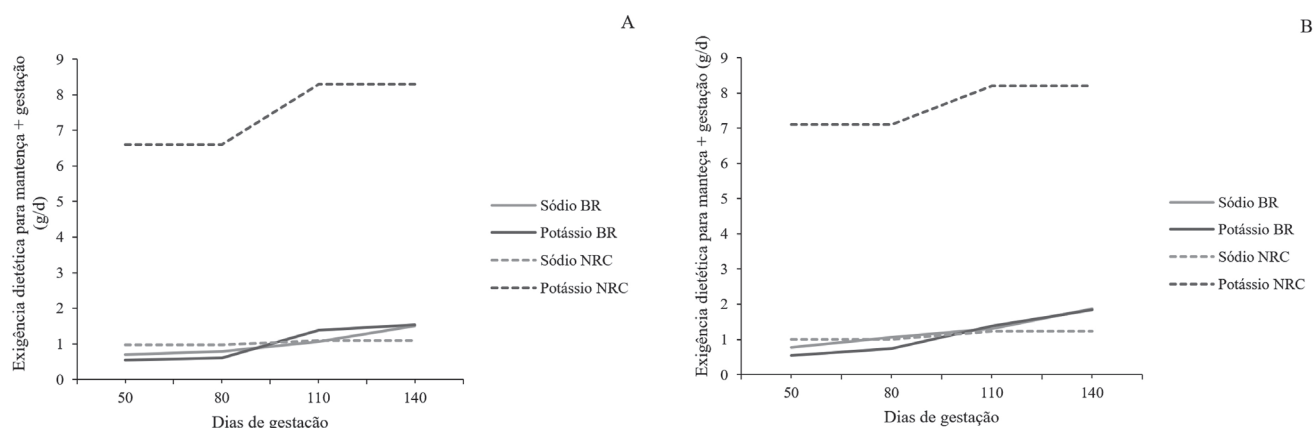 A
Exigência dietética para mantença + gestação
(g/d)
9
8
7
6
5
4
3
2
1
0
50 80 110 140
Dias de gestação
Sódio BR
Potássio BR
Sódio NRC
Potássio NRC
B
Exigência dietética para manteça + gestação (g/d)
9
8
7
6
5
4
3
2
1
0
50 80 110 140
Dias de gestação
Sódio BR
Potássio BR
Sódio NRC
Potássio NRC